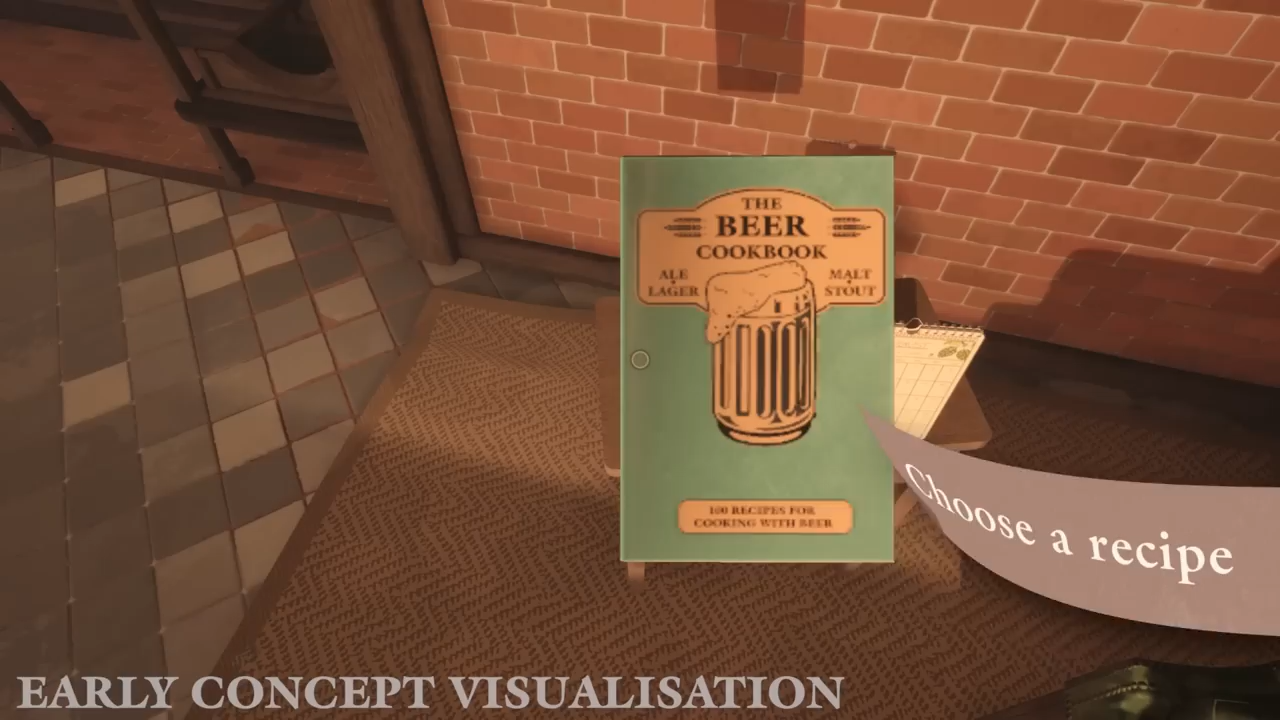 THE
BEER
COOKBOOK
ALE MALT
LAGER STOUT
100 RECIPES FOR
COOKING WITH BEER
Choose a recipe
EARLY CONCEPT VISUALISATION